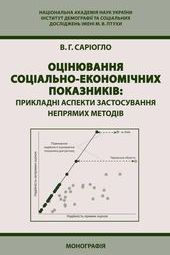 НАЦІОНАЛЬНА АКАДЕМІЯ НАУК УКРАЇНИ
ІНСТИТУТ ДЕМОГРАФІЇ ТА СОЦІАЛЬНИХ
ДОСЛІДЖЕНЬ ІМЕНІ М. В. ПТУХИ
В. Г. САРІОГЛО
ОЦІНЮВАННЯ
СОЦІАЛЬНО-ЕКОНОМІЧНИХ
ПОКАЗНИКІВ:
ПРИКЛАДНІ АСПЕКТИ ЗАСТОСУВАННЯ
НЕПРЯМИХ МЕТОДІВ
МОНОГРАФІЯ